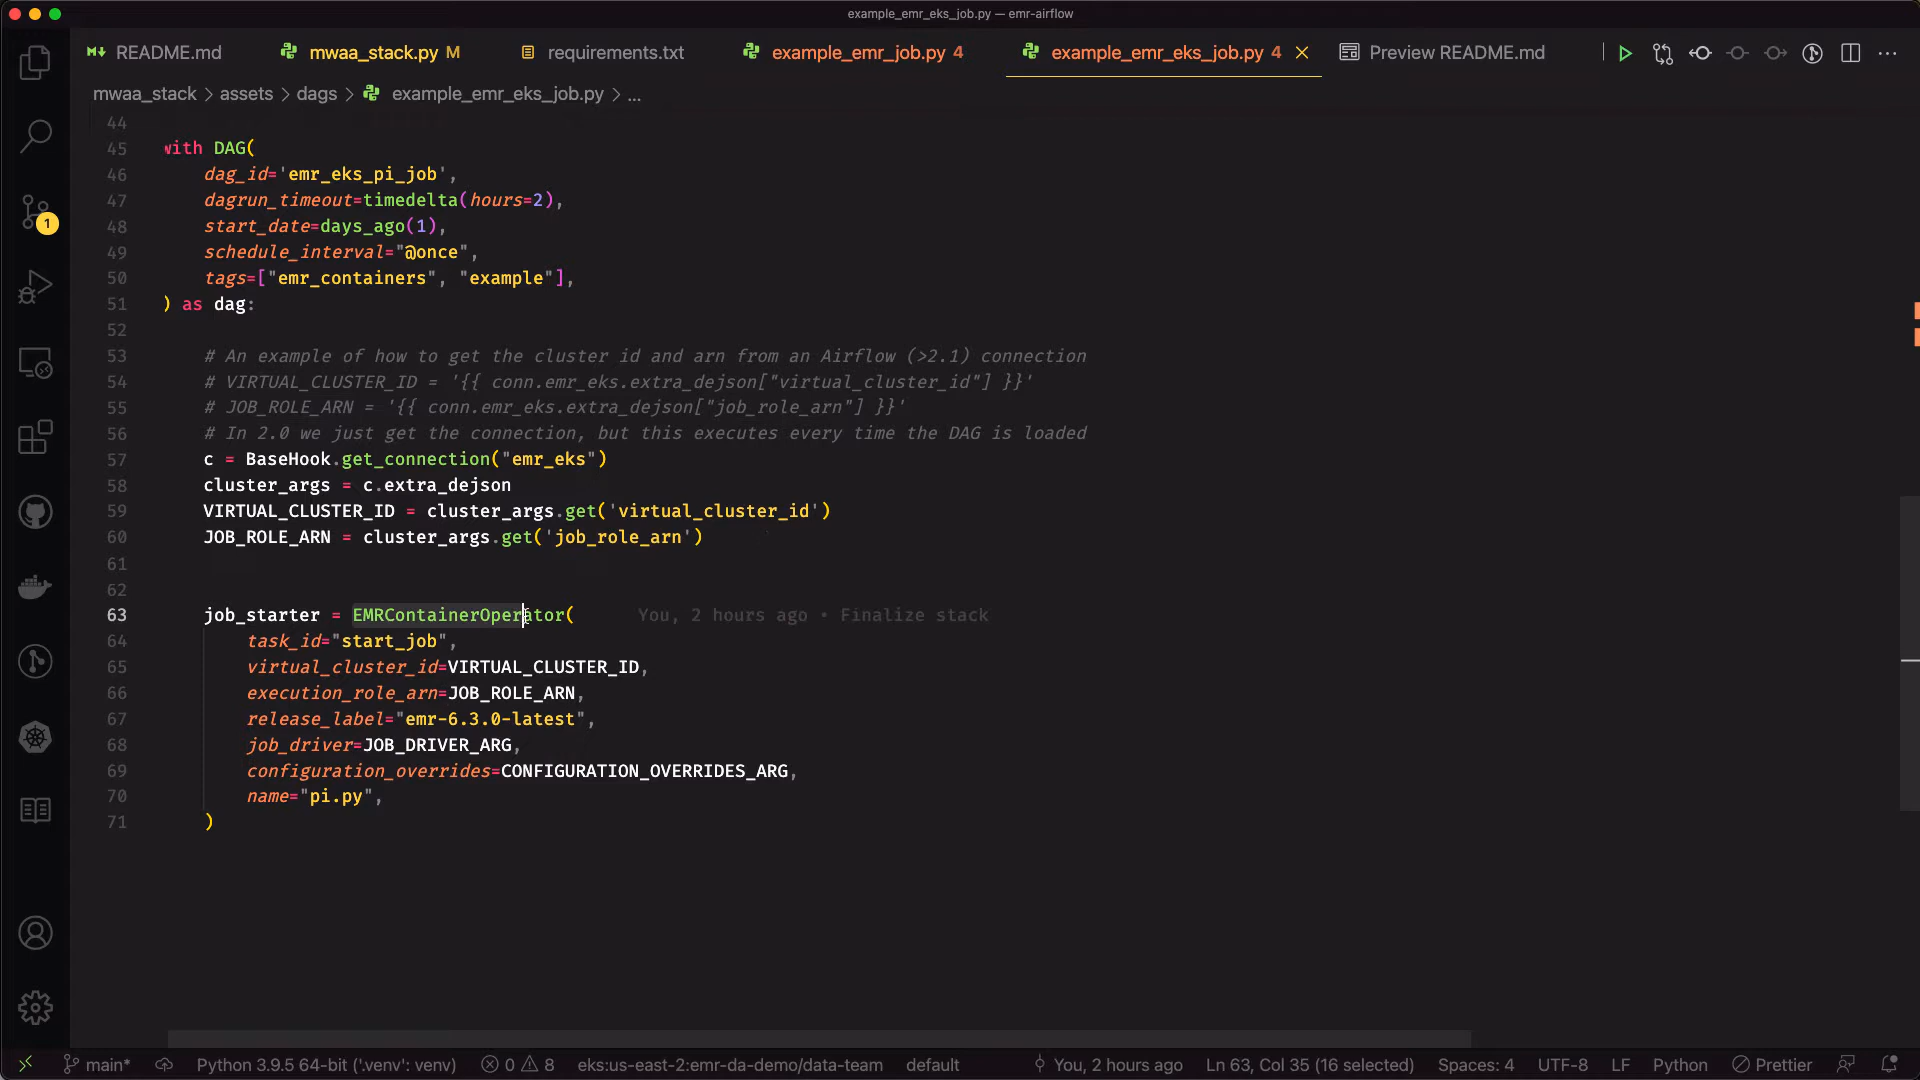 example_emr_eks_job.py — emr-airflow
README.md mwaa_stack.py M requirements.txt example_emr_job.py 4 example_emr_eks_job.py 4 Preview README.md
mwaa_stack > assets > dags > example_emr_eks_job.py > ...
44
45 with DAG(
46 dag_id='emr_eks_pi_job',
47 dagrun_timeout=timedelta(hours=2),
48 start_date=days_ago(1),
49 schedule_interval="@once",
50 tags=["emr_containers", "example"],
51 ) as dag:
52
53 # An example of how to get the cluster id and arn from an Airflow (>2.1) connection
54 # VIRTUAL_CLUSTER_ID = '{{ conn.emr_eks.extra_dejson["virtual_cluster_id"] }}'
55 # JOB_ROLE_ARN = '{{ conn.emr_eks.extra_dejson["job_role_arn"] }}'
56 # In 2.0 we just get the connection, but this executes every time the DAG is loaded
57 c = BaseHook.get_connection("emr_eks")
58 cluster_args = c.extra_dejson
59 VIRTUAL_CLUSTER_ID = cluster_args.get('virtual_cluster_id')
60 JOB_ROLE_ARN = cluster_args.get('job_role_arn')
61
62
63 job_starter = EMRContainerOperator( You, 2 hours ago • Finalize stack
64 task_id="start_job",
65 virtual_cluster_id=VIRTUAL_CLUSTER_ID,
66 execution_role_arn=JOB_ROLE_ARN,
67 release_label="emr-6.3.0-latest",
68 job_driver=JOB_DRIVER_ARG,
69 configuration_overrides=CONFIGURATION_OVERRIDES_ARG,
70 name="pi.py",
71 )
1
main* Python 3.9.5 64-bit ('.venv': venv) 0 8 eks:us-east-2:emr-da-demo/data-team default You, 2 hours ago Ln 63, Col 35 (16 selected) Spaces: 4 UTF-8 LF Python Prettier